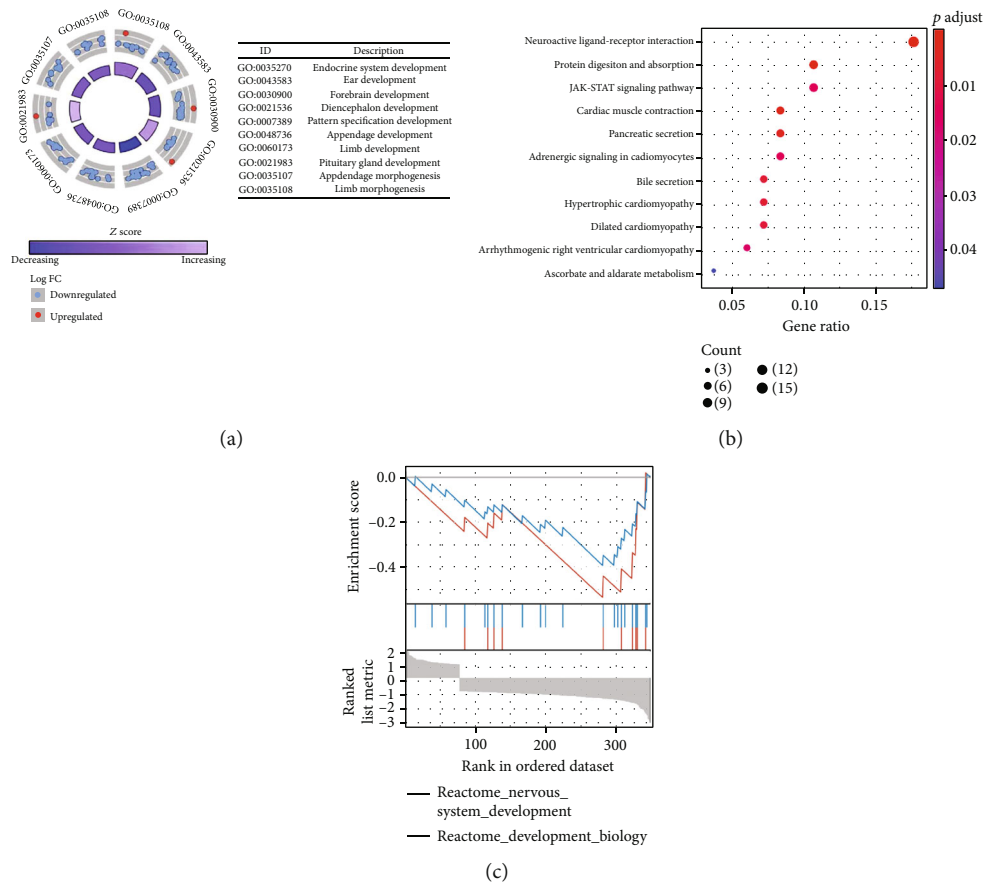 GO:0035108
GO:0035108
GO:0043583
GO:0030900
GO:0021536
GO:0007389
GO:0048736
GO:0060173
GO:0021983
GO:0035107
Z score
Decreasing Increasing
Log FC
Downregulated
Upregulated
ID Description
GO:0035270 Endocrine system development
GO:0043583 Ear development
GO:0030900 Forebrain development
GO:0021536 Diencephalon development
GO:0007389 Pattern specification development
GO:0048736 Appendage development
GO:0060173 Limb development
GO:0021983 Pituitary gland development
GO:0035107 Appdendage morphogenesis
GO:0035108 Limb morphogenesis
(a)
Neuroactive ligand-receptor interaction
Protein digesiton and absorption
JAK-STAT signaling pathway
Cardiac muscle contraction
Pancreatic secretion
Adrenergic signaling in cadiomyocytes
Bile secretion
Hypertrophic cardiomyopathy
Dilated cardiomyopathy
Arrhythmogenic right ventricular cardiomyopathy
Ascorbate and aldarate metabolism
0.05 0.10 0.15
Gene ratio
p adjust
0.01
0.02
0.03
0.04
Count
(3) (12)
(6) (15)
(9)
(b)
Enrichment score
0.0
−0.2
−0.4
Ranked
list metric
2
1
0
−1
−2
−3
100 200 300
Rank in ordered dataset
Reactome_nervous_
system_development
Reactome_development_biology
(c)